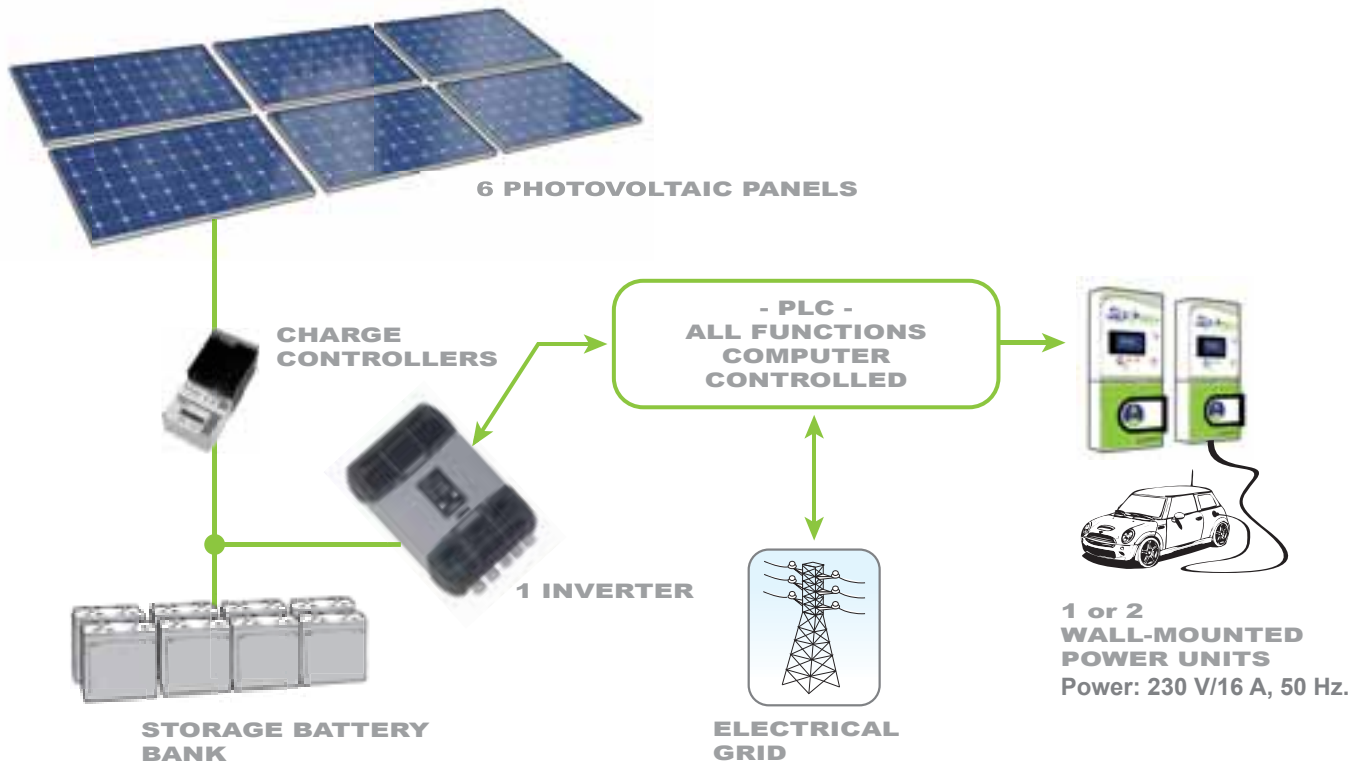 6 PHOTOVOLTAIC PANELS
CHARGE
CONTROLLERS
- PLC -
ALL FUNCTIONS
COMPUTER
CONTROLLED
1 INVERTER
1 or 2
WALL-MOUNTED
POWER UNITS
Power: 230 V/16 A, 50 Hz.
STORAGE BATTERY
BANK
ELECTRICAL
GRID